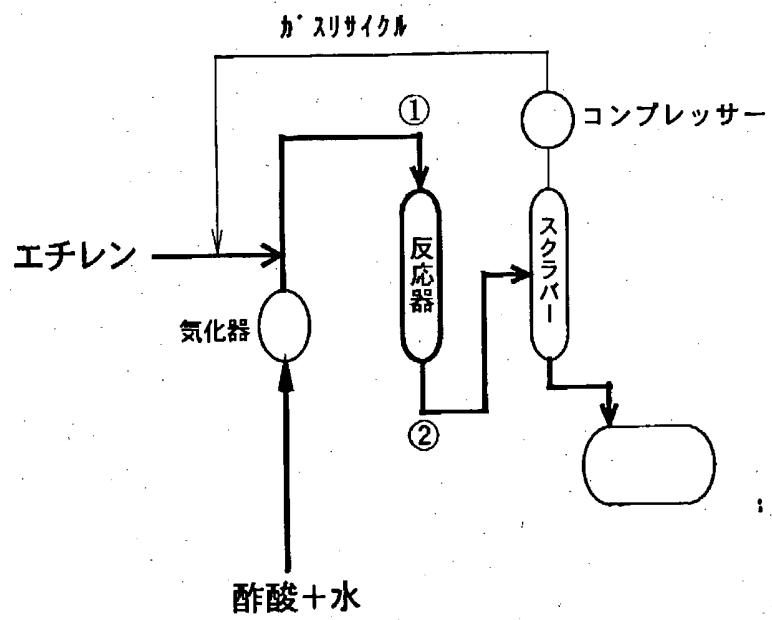 ガスリサイクル
①
コンプレッサー
エチレン
反応器
スクラバー
気化器
②
酢酸+水